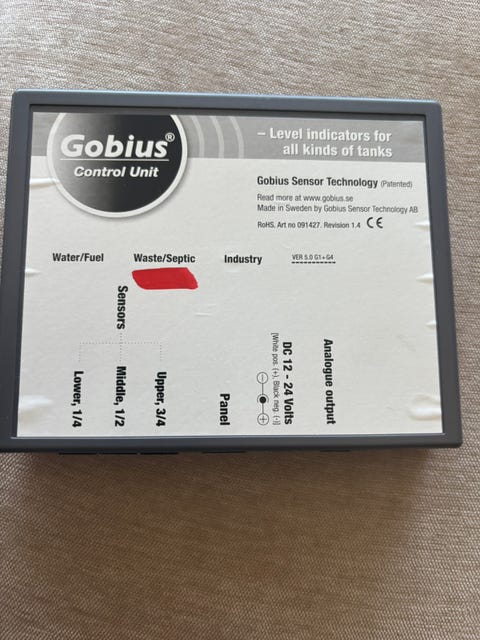 Gobius®
Control Unit
– Level indicators for
all kinds of tanks
Gobius Sensor Technology (Patented)
Read more at www.gobius.se
Made in Sweden by Gobius Sensor Technology AB
RoHS. Art no 091427. Revision 1.4 CE
Water/Fuel
Waste/Septic
Industry
VER 5.0 G1+G4
Sensors
Lower, 1/4
Middle, 1/2
Upper, 3/4
Panel
DC 12 - 24 Volts
[White pos. (+), Black neg. (-)]
Analogue output